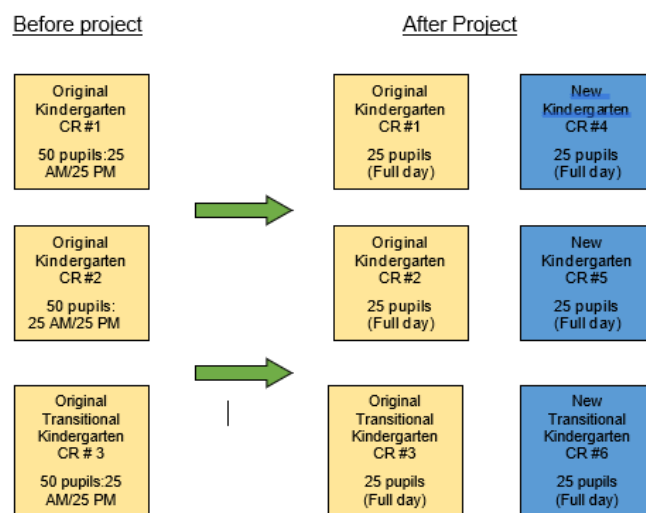 Before project
After Project
Original
Kindergarten
CR #1
50 pupils:25
AM/25 PM
Original
Kindergarten
CR #1
25 pupils
(Full day)
New
Kindergarten
CR #4
25 pupils
(Full day)
Original
Kindergarten
CR #2
50 pupils:
25 AM/25 PM
Original
Kindergarten
CR #2
25 pupils
(Full day)
New
Kindergarten
CR #5
25 pupils
(Full day)
Original
Transitional
Kindergarten
CR # 3
50 pupils:25
AM/25 PM
Original
Transitional
Kindergarten
CR #3
25 pupils
(Full day)
New
Transitional
Kindergarten
CR #6
25 pupils
(Full day)